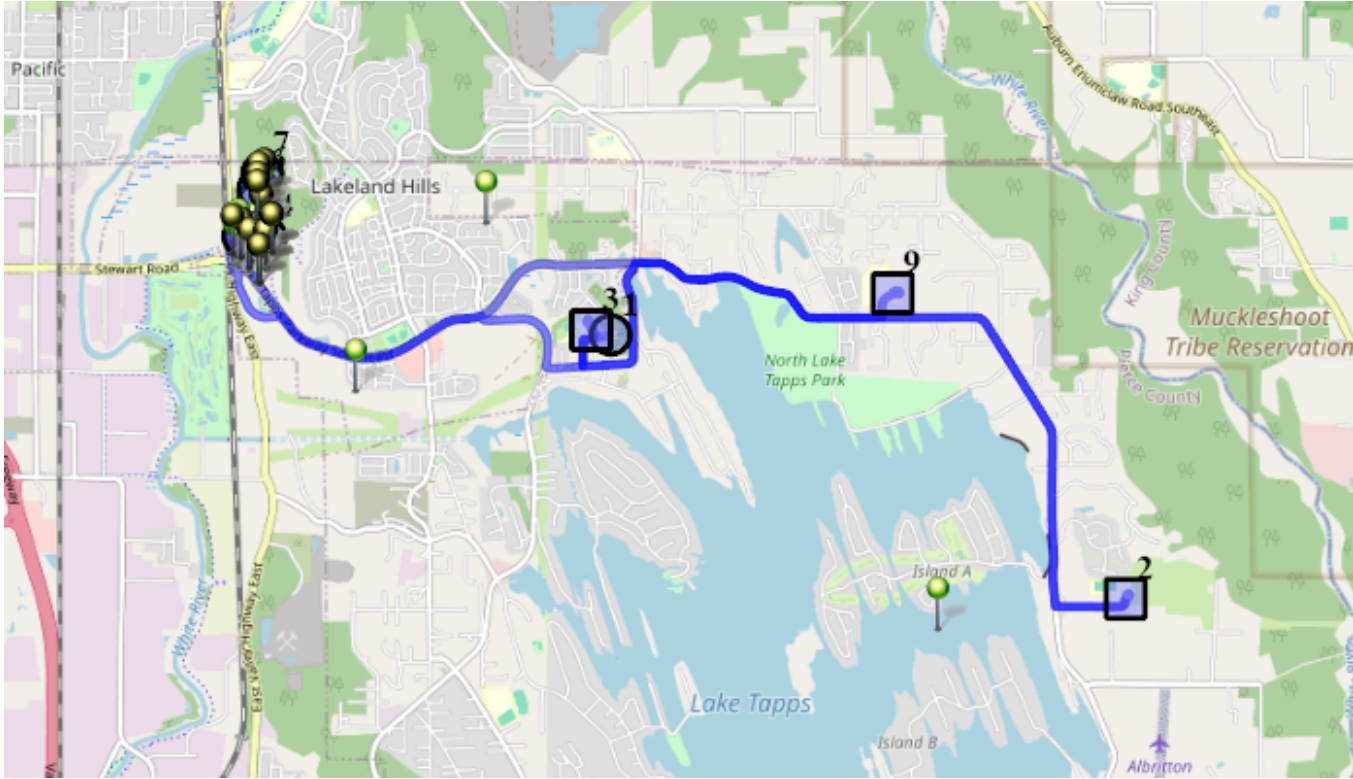 Pacific
White River
Auburn Enumclaw Road Southeast
7
Lakeland Hills
Stewart Road
King County
Pierce County
9
Muckleshoot
Tribe Reservation
3
1
North Lake
Tapps Park
East Valley Highway East
White River
Island A
2
Lake Tapps
Island B
Albritton